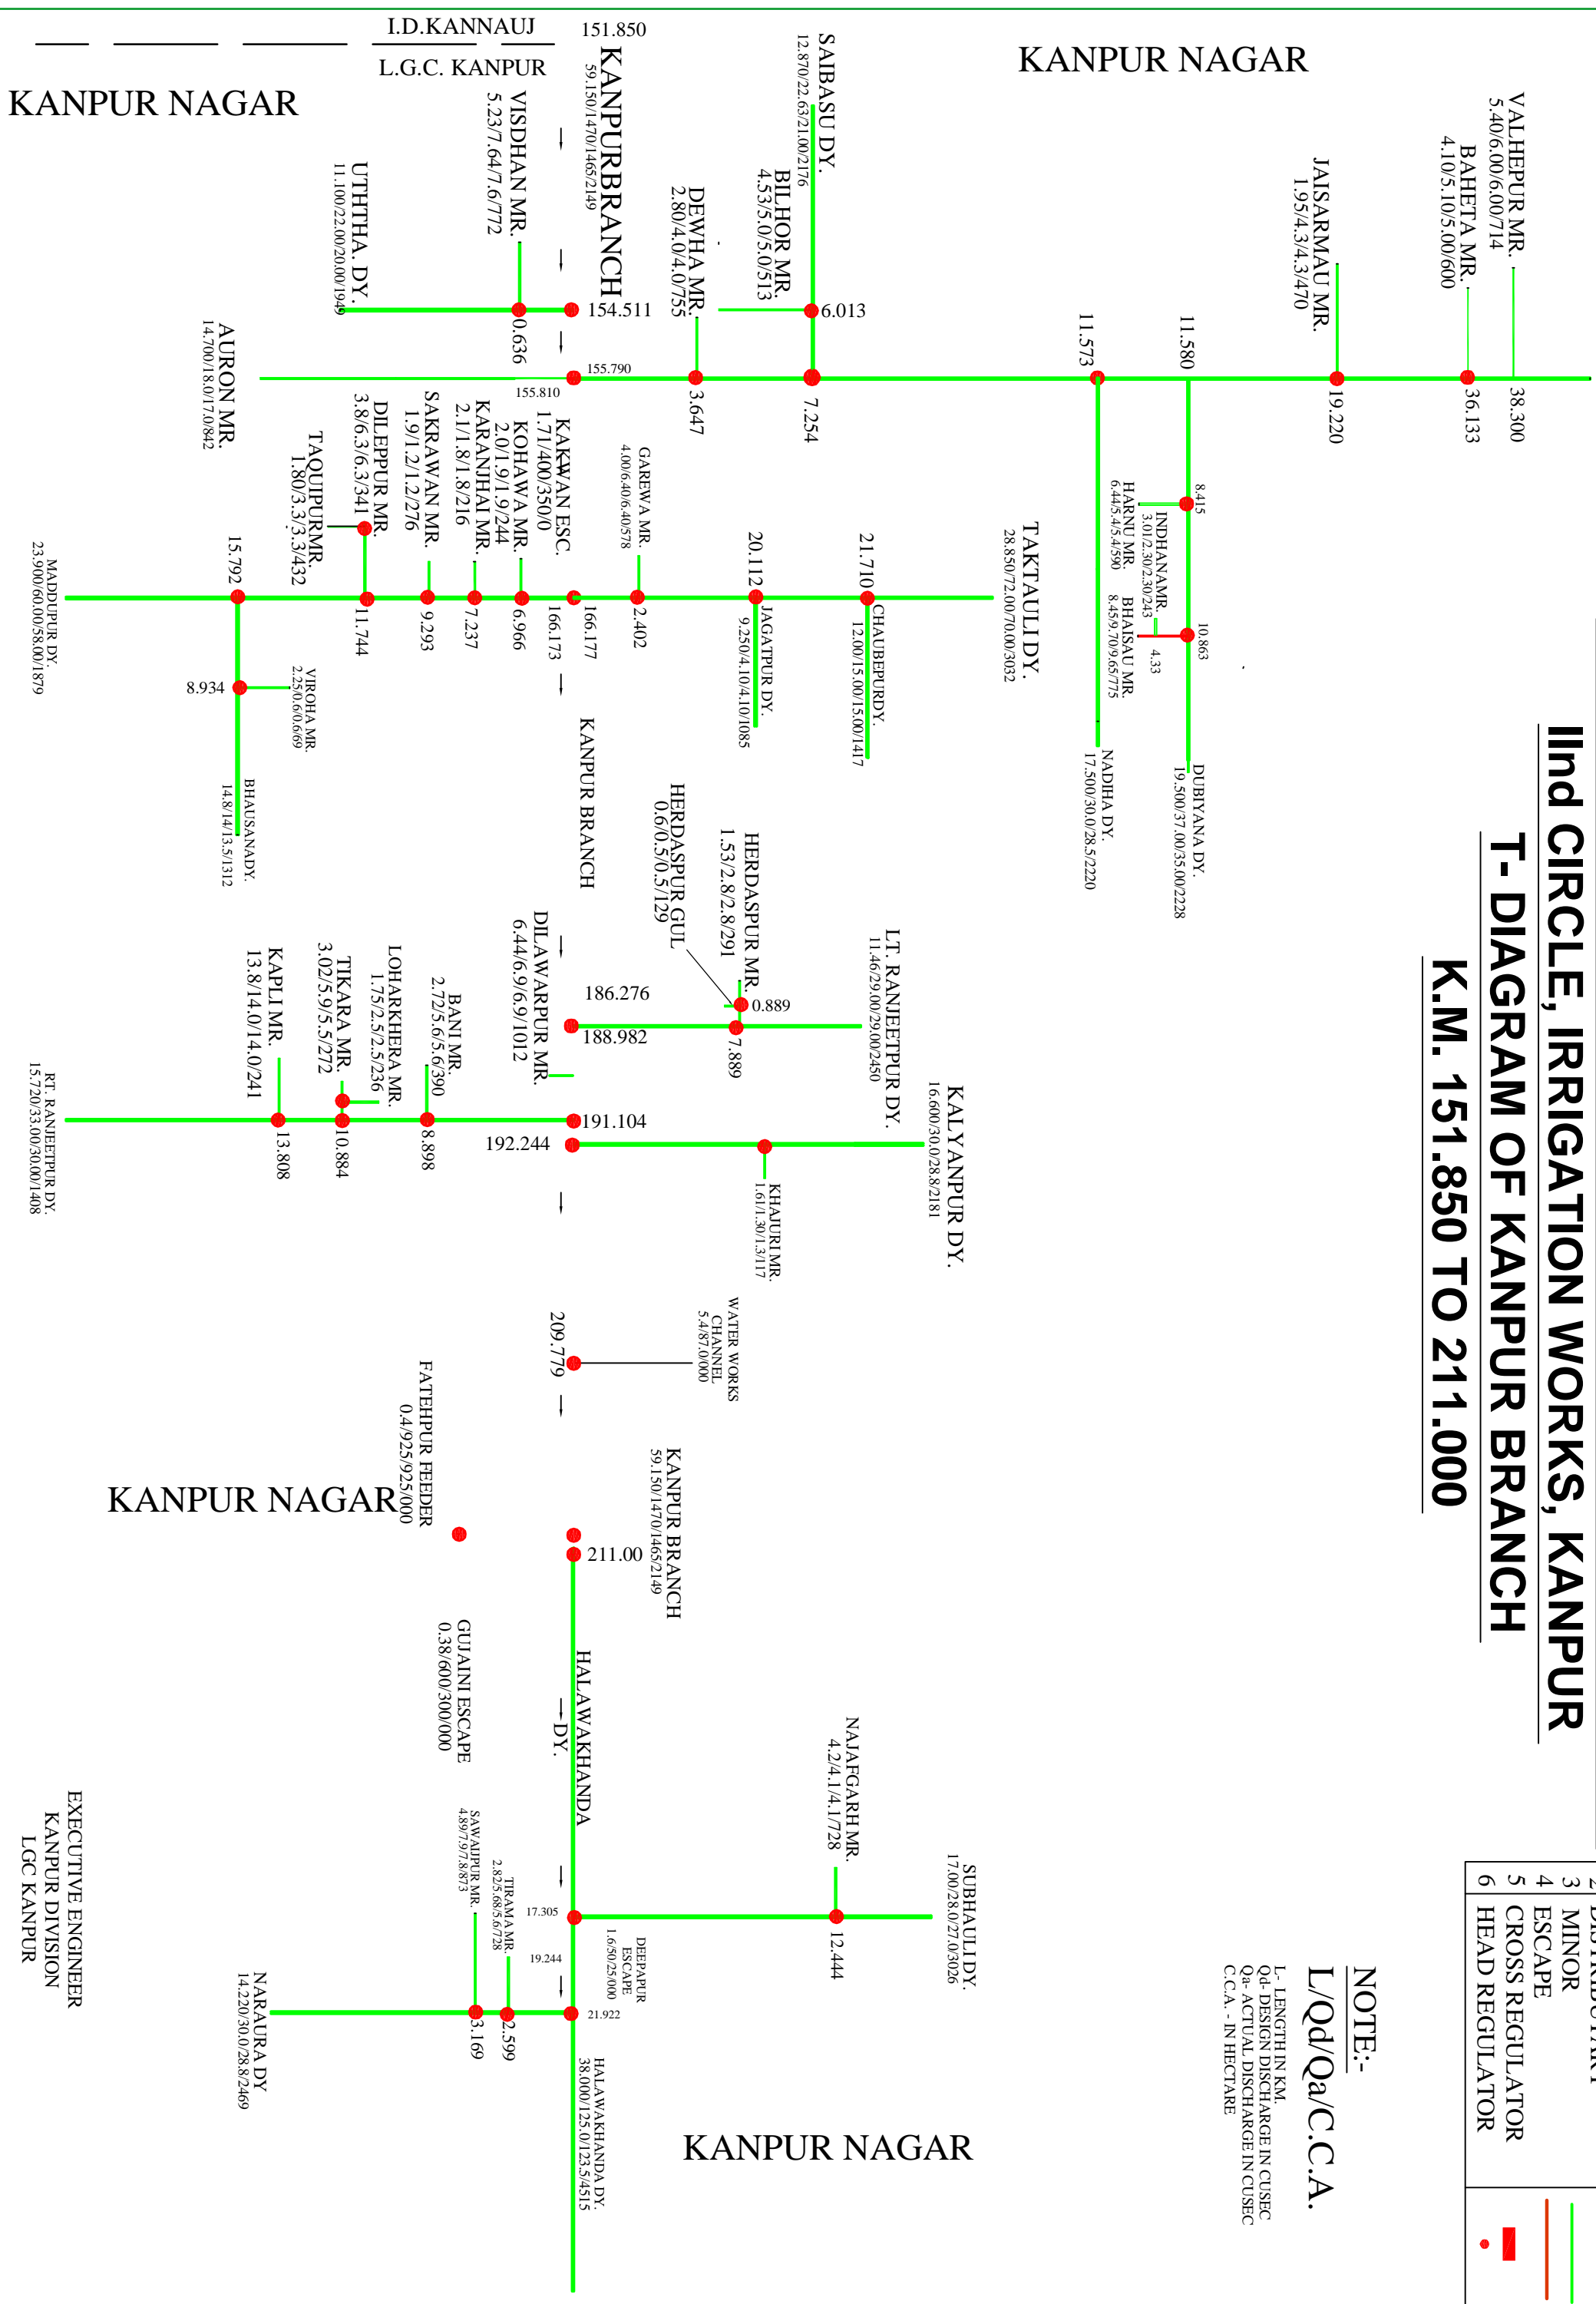 IInd CIRCLE, IRRIGATION WORKS, KANPUR
T- DIAGRAM OF KANPUR BRANCH
K.M. 151.850 TO 211.000
3 MINOR
4 ESCAPE
5 CROSS REGULATOR
6 HEAD REGULATOR
NOTE:-
L/Qd/Qa/C.C.A.
L- LENGTH IN KM.
Qd- DESIGN DISCHARGE IN CUSEC
Qa- ACTUAL DISCHARGE IN CUSEC
C.C.A. - IN HECTARE
I.D.KANNAUJ
L.G.C. KANPUR
KANPUR NAGAR
KANPUR NAGAR
151.850
KANPURBRANCH
59.150/1470/1465/2149
VISDHAN MR.
5.23/7.64/7.6/772
UTHTHA. DY.
11.100/22.00/20.00/1949
154.511
0.636
AURON MR.
14.700/18.0/17.0/842
155.790
155.810
SAIBASU DY.
12.870/22.63/21.00/2176
BILHOR MR.
4.53/5.0/5.0/513
DEWHA MR.
2.80/4.0/4.0/755
6.013
3.647
7.254
11.573
11.580
19.220
36.133
38.300
VALHEPUR MR.
5.40/6.00/6.00/714
BAHETA MR.
4.10/5.10/5.00/600
JAISARMAU MR.
1.95/4.3/4.3/470
8.415
HARNU MR.
6.44/5.4/5.4/590
INDHANAMR.
3.01/2.30/2.30/243
BHAISAU MR.
8.45/9.70/9.65/775
4.33
10.863
DUBIYANA DY.
19.500/37.00/35.00/2228
NADIHA DY.
17.500/30.0/28.5/2220
TAKTAULI DY.
28.850/72.00/70.00/3032
21.710
CHAUBEPURDY.
12.00/15.00/15.00/1417
20.112
JAGATPUR DY.
9.250/4.10/4.10/1085
GAREWA MR.
4.00/6.40/6.40/578
2.402
166.177
166.173
KAKWAN ESC.
1.71/400/350/0
KOHAWA MR.
2.0/1.9/1.9/244
KARANJHAI MR.
2.1/1.8/1.8/216
SAKRAWAN MR.
1.9/1.2/1.2/276
DILEPPUR MR.
3.8/6.3/6.3/341
TAQUIPURMR.
1.80/3.3/3.3/432
6.966
7.237
9.293
11.744
15.792
MADDUPUR DY.
23.900/60.00/58.00/1879
8.934
VIROHA MR.
2.25/0.6/0.6/69
BHAUSANADY.
14.8/14/13.5/1312
KANPUR BRANCH
HERDASPUR MR.
1.53/2.8/2.8/291
HERDASPUR GUL
0.6/0.5/0.5/129
0.889
7.889
LT. RANJEETPUR DY.
11.46/29.00/29.00/2450
186.276
188.982
DILAWARPUR MR.
6.44/6.9/6.9/1012
191.104
192.244
BANI MR.
2.72/5.6/5.6/390
LOHARKHERA MR.
1.75/2.5/2.5/236
TIKARA MR.
3.02/5.9/5.5/272
KAPLI MR.
13.8/14.0/14.0/241
8.898
10.884
13.808
RT. RANJEETPUR DY.
15.720/33.00/30.00/1408
KALYANPUR DY.
16.600/30.0/28.8/2181
KHAJURI MR.
1.61/1.30/1.3/117
WATER WORKS
CHANNEL
5.4/87.0/000
209.779
FATEHPUR FEEDER
0.4/925/925/000
KANPUR NAGAR
KANPUR BRANCH
59.150/1470/1465/2149
211.00
GUJAINI ESCAPE
0.38/600/300/000
HALAWAKHANDA
DY.
NAJAFGARH MR.
4.2/4.1/4.1/728
SUBHAULI DY.
17.00/28.0/27.0/3026
12.444
17.305
DEEPAPUR
ESCAPE
1.6/50/25/000
19.244
21.922
TIRAMA MR.
2.82/5.68/5.6/728
SAWAIJPUR MR.
4.89/7.9/7.8/873
2.599
3.169
NARAURA DY
14.220/30.0/28.8/2469
HALAWAKHANDA DY.
38.000/125.0/123.5/4515
KANPUR NAGAR
EXECUTIVE ENGINEER
KANPUR DIVISION
LGC KANPUR